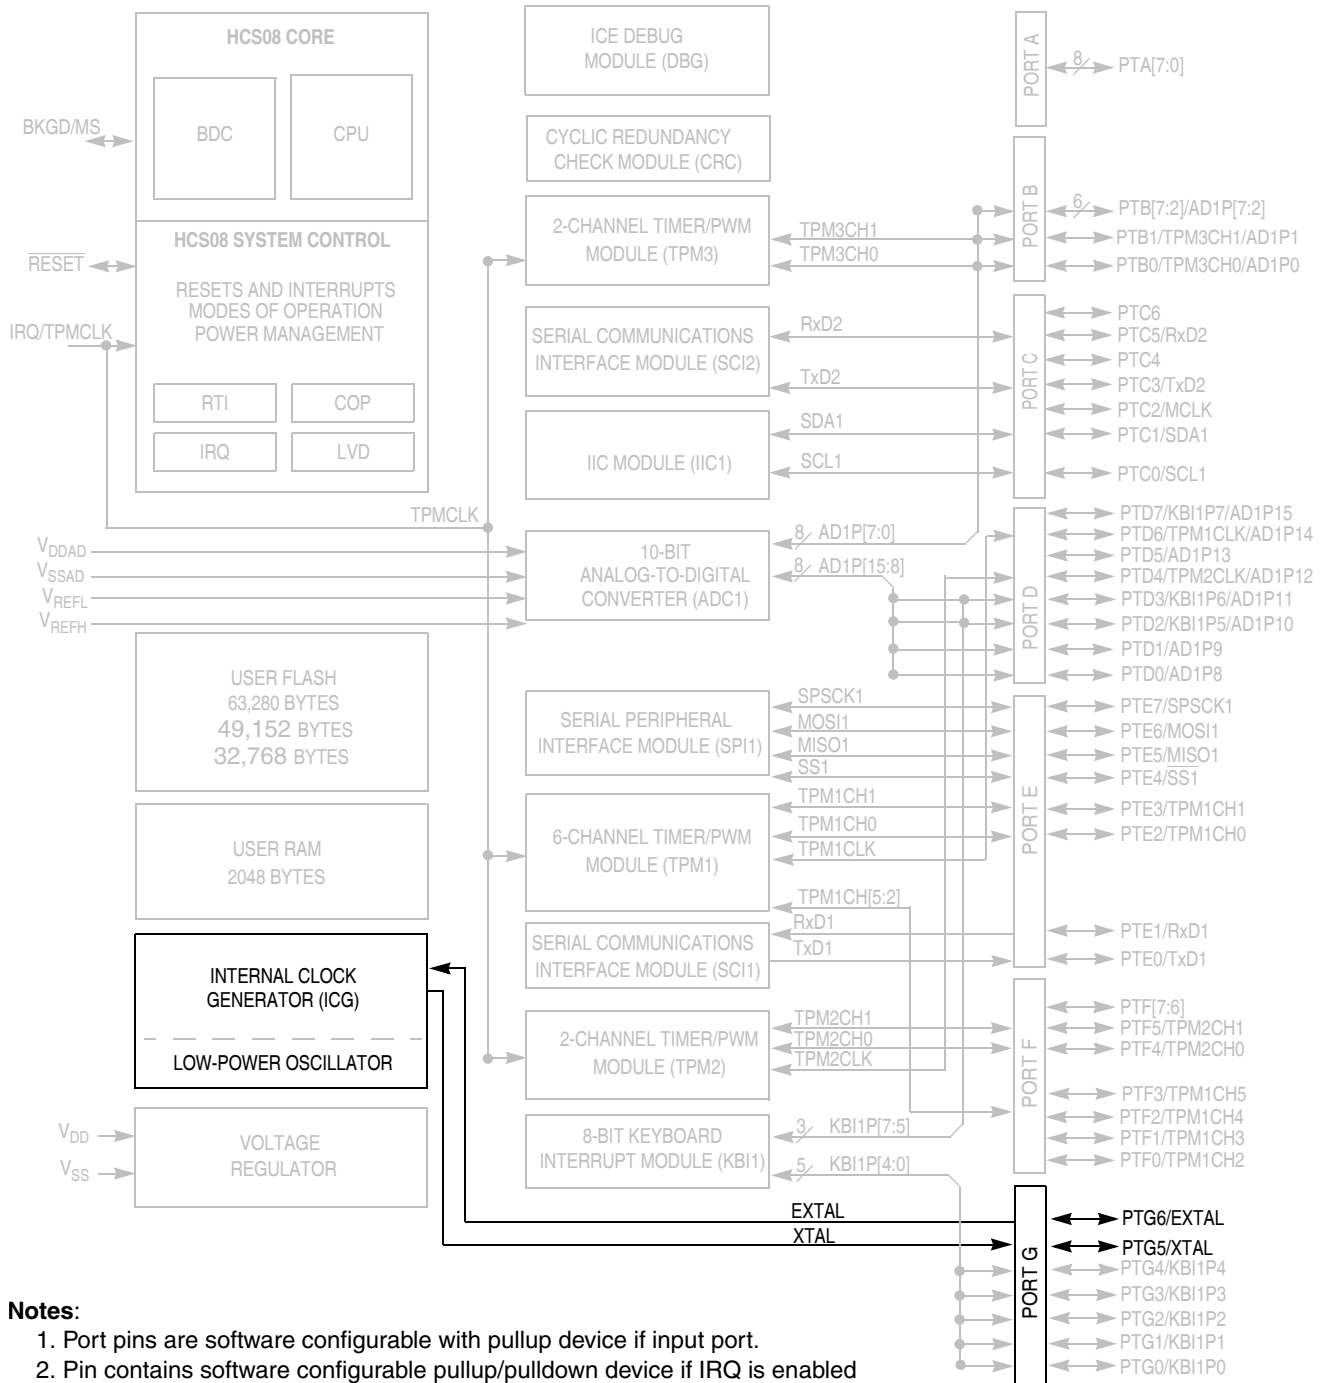 HCS08 CORE
BDC
CPU
BKGD/MS
HCS08 SYSTEM CONTROL
RESET
RESETS AND INTERRUPTS
MODES OF OPERATION
POWER MANAGEMENT
IRQ/TPMCLK
RTI
COP
IRQ
LVD
TPMCLK
VDDAD
VSSAD
VREFL
VREFH
USER FLASH
63,280 BYTES
49,152 BYTES
32,768 BYTES
USER RAM
2048 BYTES
INTERNAL CLOCK
GENERATOR (ICG)
LOW-POWER OSCILLATOR
VDD
VSS
VOLTAGE
REGULATOR
ICE DEBUG
MODULE (DBG)
CYCLIC REDUNDANCY
CHECK MODULE (CRC)
2-CHANNEL TIMER/PWM
MODULE (TPM3)
TPM3CH1
TPM3CH0
SERIAL COMMUNICATIONS
INTERFACE MODULE (SCI2)
RxD2
TxD2
IIC MODULE (IIC1)
SDA1
SCL1
10-BIT
ANALOG-TO-DIGITAL
CONVERTER (ADC1)
8 AD1P[7:0]
8 AD1P[15:8]
SERIAL PERIPHERAL
INTERFACE MODULE (SPI1)
SPSCK1
MOSI1
MISO1
SS1
6-CHANNEL TIMER/PWM
MODULE (TPM1)
TPM1CH1
TPM1CH0
TPM1CLK
TPM1CH[5:2]
SERIAL COMMUNICATIONS
INTERFACE MODULE (SCI1)
RxD1
TxD1
2-CHANNEL TIMER/PWM
MODULE (TPM2)
TPM2CH1
TPM2CH0
TPM2CLK
8-BIT KEYBOARD
INTERRUPT MODULE (KBI1)
3 KBI1P[7:5]
5 KBI1P[4:0]
EXTAL
XTAL
PORT A
8 PTA[7:0]
PORT B
6 PTB[7:2]/AD1P[7:2]
PTB1/TPM3CH1/AD1P1
PTB0/TPM3CH0/AD1P0
PORT C
PTC6
PTC5/RxD2
PTC4
PTC3/TxD2
PTC2/MCLK
PTC1/SDA1
PTC0/SCL1
PORT D
PTD7/KBI1P7/AD1P15
PTD6/TPM1CLK/AD1P14
PTD5/AD1P13
PTD4/TPM2CLK/AD1P12
PTD3/KBI1P6/AD1P11
PTD2/KBI1P5/AD1P10
PTD1/AD1P9
PTD0/AD1P8
PORT E
PTE7/SPSCK1
PTE6/MOSI1
PTE5/MISO1
PTE4/SS1
PTE3/TPM1CH1
PTE2/TPM1CH0
PTE1/RxD1
PTE0/TxD1
PORT F
PTF[7:6]
PTF5/TPM2CH1
PTF4/TPM2CH0
PTF3/TPM1CH5
PTF2/TPM1CH4
PTF1/TPM1CH3
PTF0/TPM1CH2
PORT G
PTG6/EXTAL
PTG5/XTAL
PTG4/KBI1P4
PTG3/KBI1P3
PTG2/KBI1P2
PTG1/KBI1P1
PTG0/KBI1P0
Notes:
1. Port pins are software configurable with pullup device if input port.
2. Pin contains software configurable pullup/pulldown device if IRQ is enabled